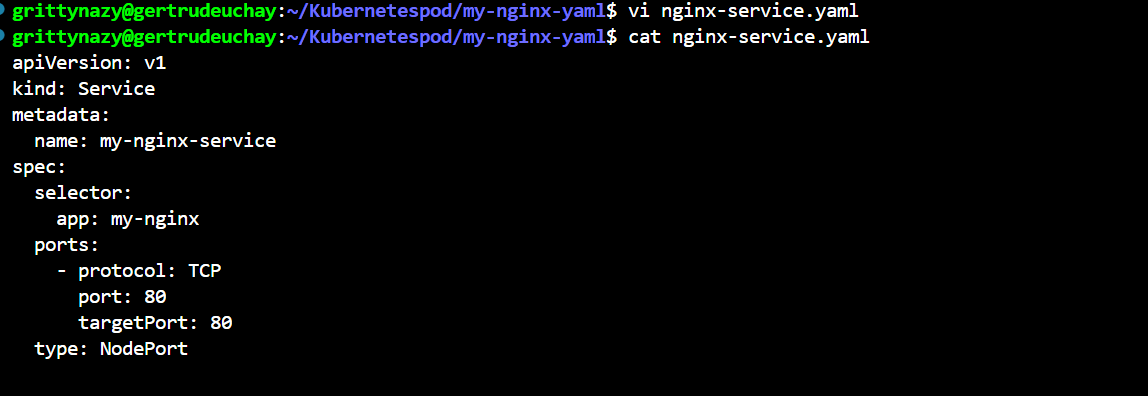 grittynazy@gertrudeuchay:~/Kubernetespod/my-nginx-yaml$ vi nginx-service.yaml
grittynazy@gertrudeuchay:~/Kubernetespod/my-nginx-yaml$ cat nginx-service.yaml
apiVersion: v1
kind: Service
metadata:
  name: my-nginx-service
spec:
  selector:
    app: my-nginx
  ports:
    - protocol: TCP
      port: 80
      targetPort: 80
  type: NodePort